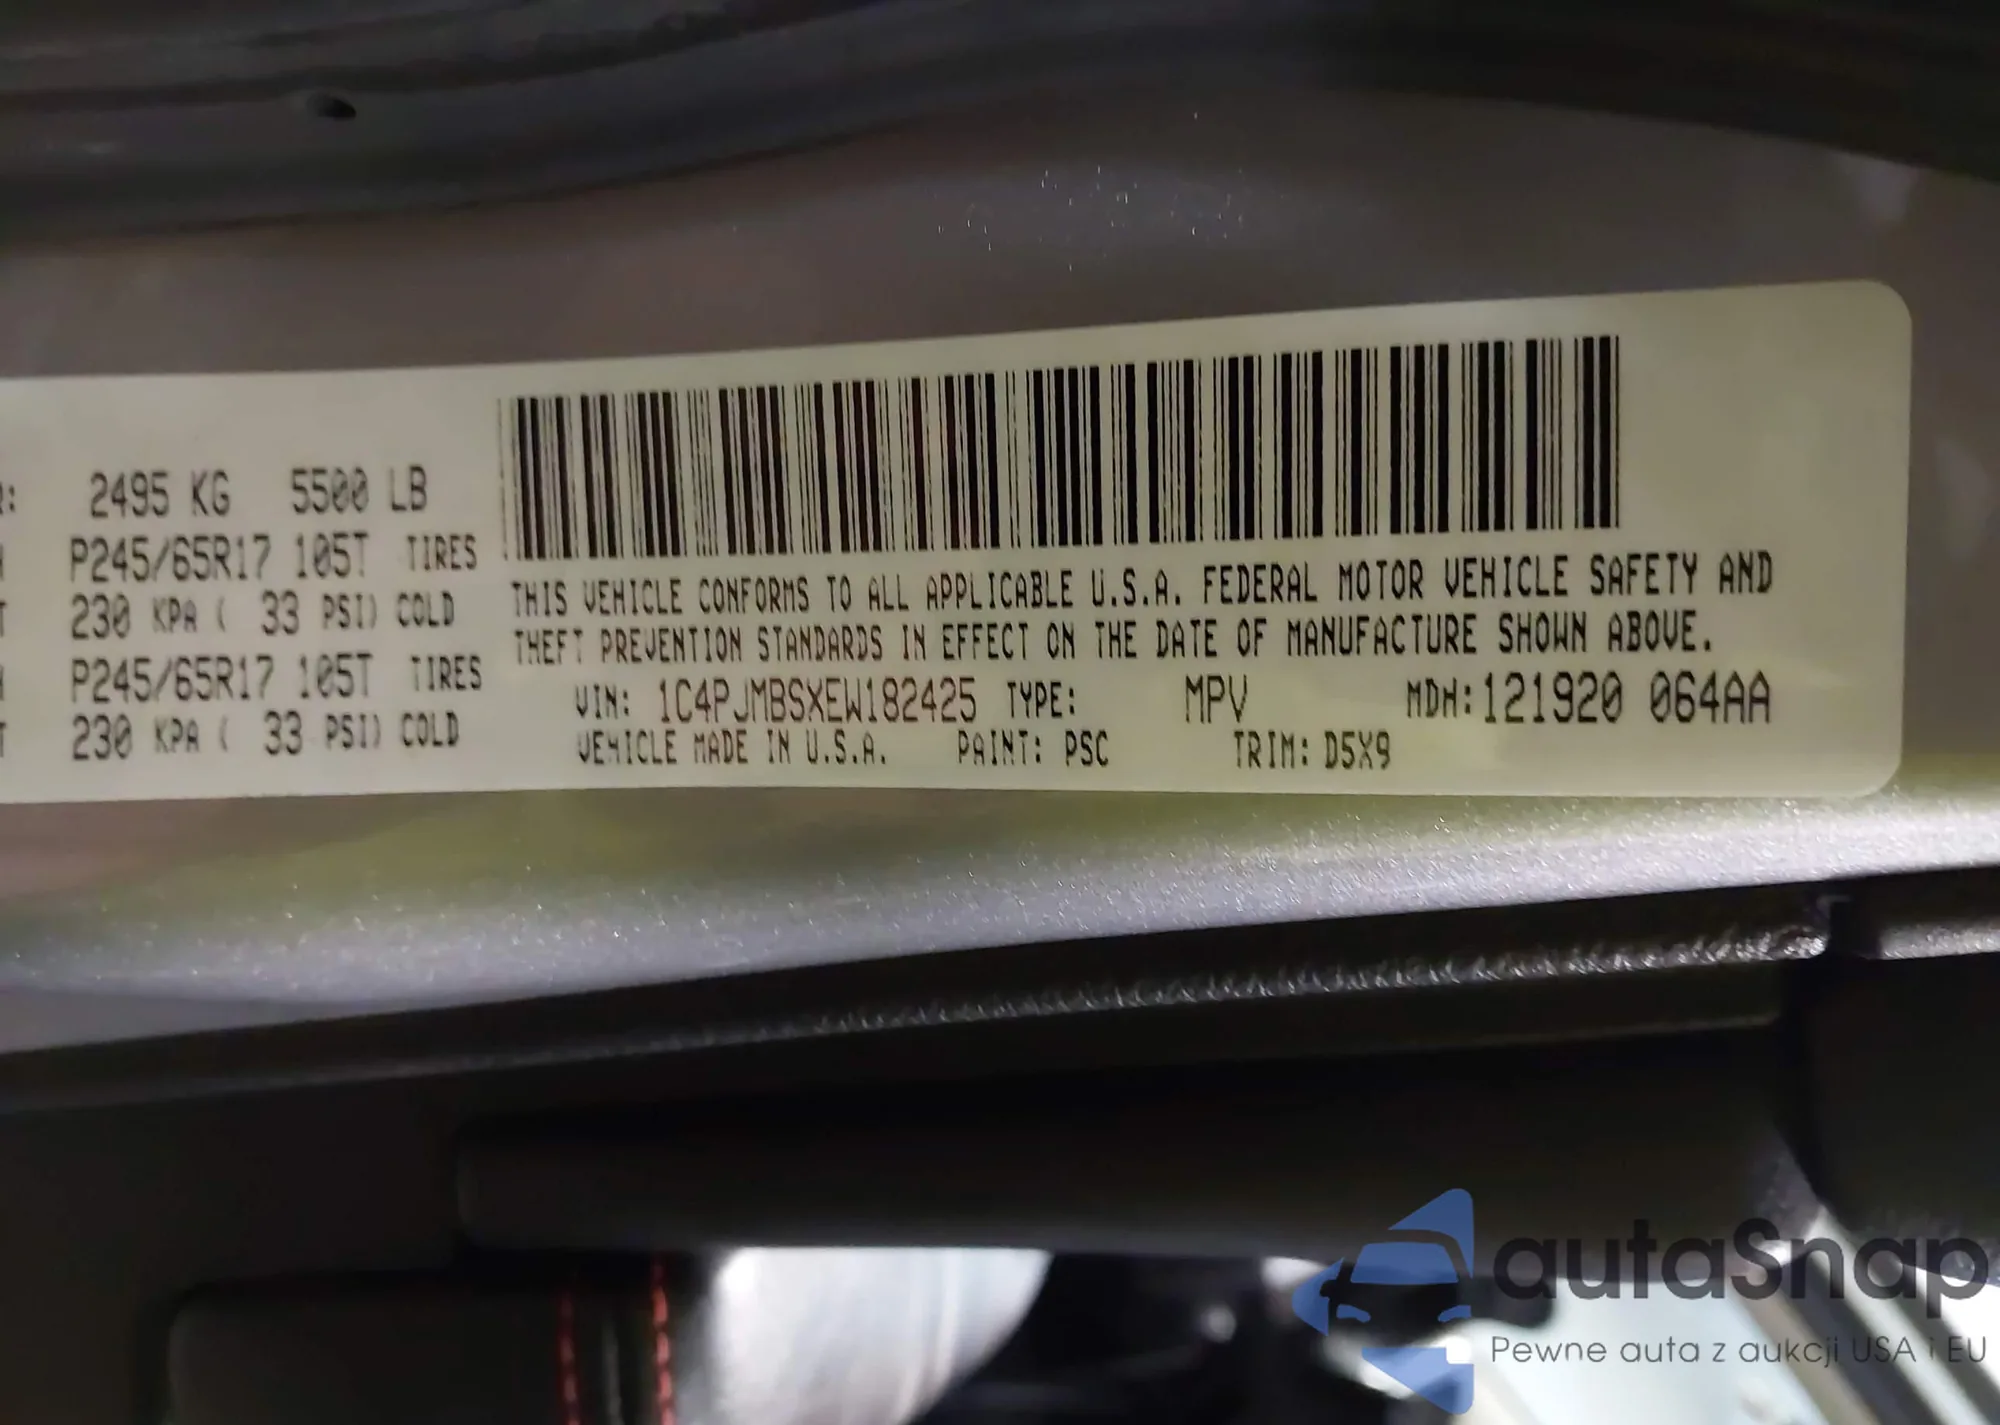 2495 KG 5500 LB
P245/65R17 105T TIRES
230 KPA ( 33 PSI) COLD
P245/65R17 105T TIRES
230 KPA ( 33 PSI) COLD
THIS VEHICLE CONFORMS TO ALL APPLICABLE U.S.A. FEDERAL MOTOR VEHICLE SAFETY AND
THEFT PREVENTION STANDARDS IN EFFECT ON THE DATE OF MANUFACTURE SHOWN ABOVE.
VIN: 1C4PJMBSXEW182425 TYPE: MPV MDH:121920 064AA
VEHICLE MADE IN U.S.A. PAINT: PSC TRIM: D5X9
autaSnap
Pewne auta z aukcji USA i EU